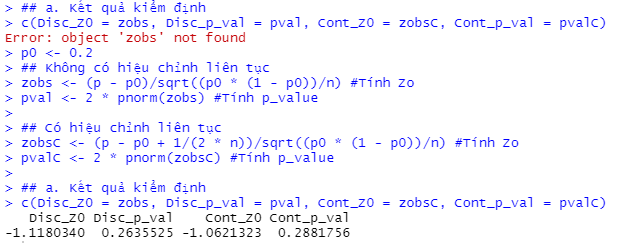 > ## a. Kết quả kiểm định
> c(Disc_Z0 = zobs, Disc_p_val = pval, Cont_Z0 = zobsC, Cont_p_val = pvalC)
Error: object 'zobs' not found
> p0 <- 0.2
> ## Không có hiệu chỉnh liên tục
> zobs <- (p - p0)/sqrt((p0 * (1 - p0))/n) #Tính Zo
> pval <- 2 * pnorm(zobs) #Tính p_value
>
> ## Có hiệu chỉnh liên tục
> zobsC <- (p - p0 + 1/(2 * n))/sqrt((p0 * (1 - p0))/n) #Tính Zo
> pvalC <- 2 * pnorm(zobsC) #Tính p_value
>
> ## a. Kết quả kiểm định
> c(Disc_Z0 = zobs, Disc_p_val = pval, Cont_Z0 = zobsC, Cont_p_val = pvalC)
Disc_Z0 Disc_p_val Cont_Z0 Cont_p_val
-1.1180340 0.2635525 -1.0621323 0.2881756